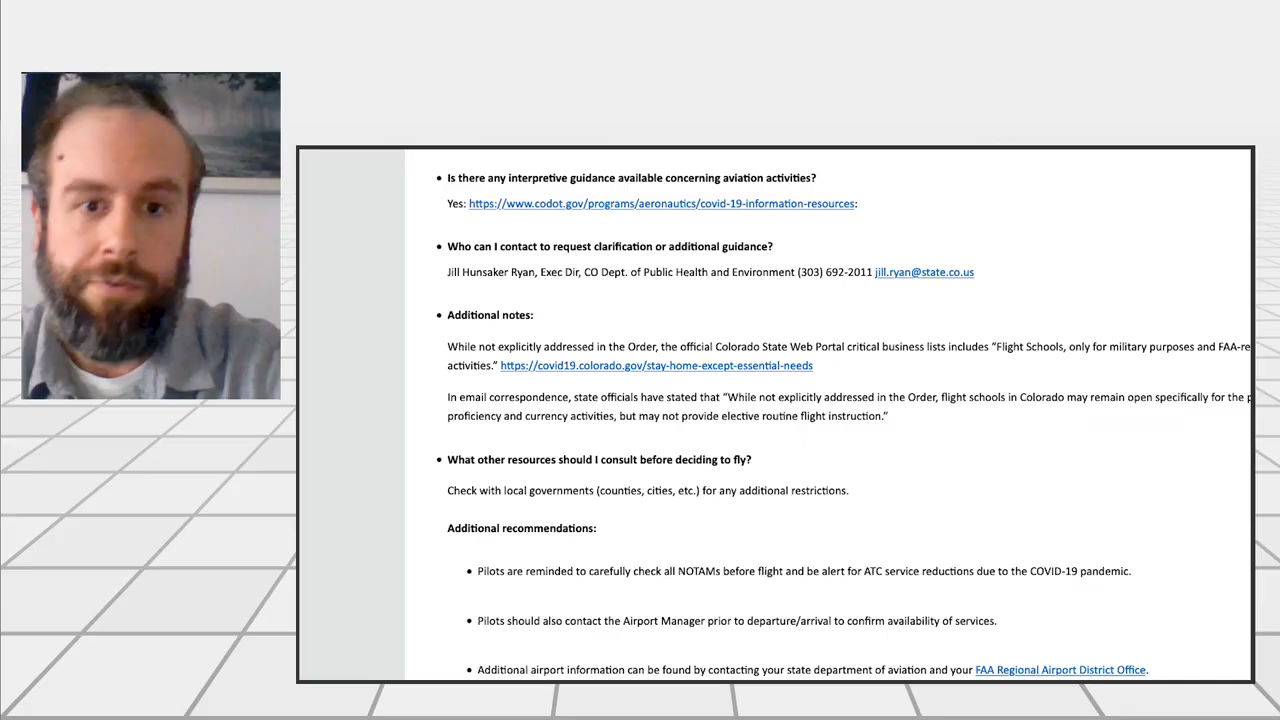 • Is there any interpretive guidance available concerning aviation activities?
Yes: https://www.codot.gov/programs/aeronautics/covid-19-information-resources:
• Who can I contact to request clarification or additional guidance?
Jill Hunsaker Ryan, Exec Dir, CO Dept. of Public Health and Environment (303) 692-2011 jill.ryan@state.co.us
• Additional notes:
While not explicitly addressed in the Order, the official Colorado State Web Portal critical business lists includes “Flight Schools, only for military purposes and FAA-re
activities.” https://covid19.colorado.gov/stay-home-except-essential-needs
In email correspondence, state officials have stated that “While not explicitly addressed in the Order, flight schools in Colorado may remain open specifically for the p
proficiency and currency activities, but may not provide elective routine flight instruction.”
• What other resources should I consult before deciding to fly?
Check with local governments (counties, cities, etc.) for any additional restrictions.
Additional recommendations:
• Pilots are reminded to carefully check all NOTAMs before flight and be alert for ATC service reductions due to the COVID-19 pandemic.
• Pilots should also contact the Airport Manager prior to departure/arrival to confirm availability of services.
• Additional airport information can be found by contacting your state department of aviation and your FAA Regional Airport District Office.